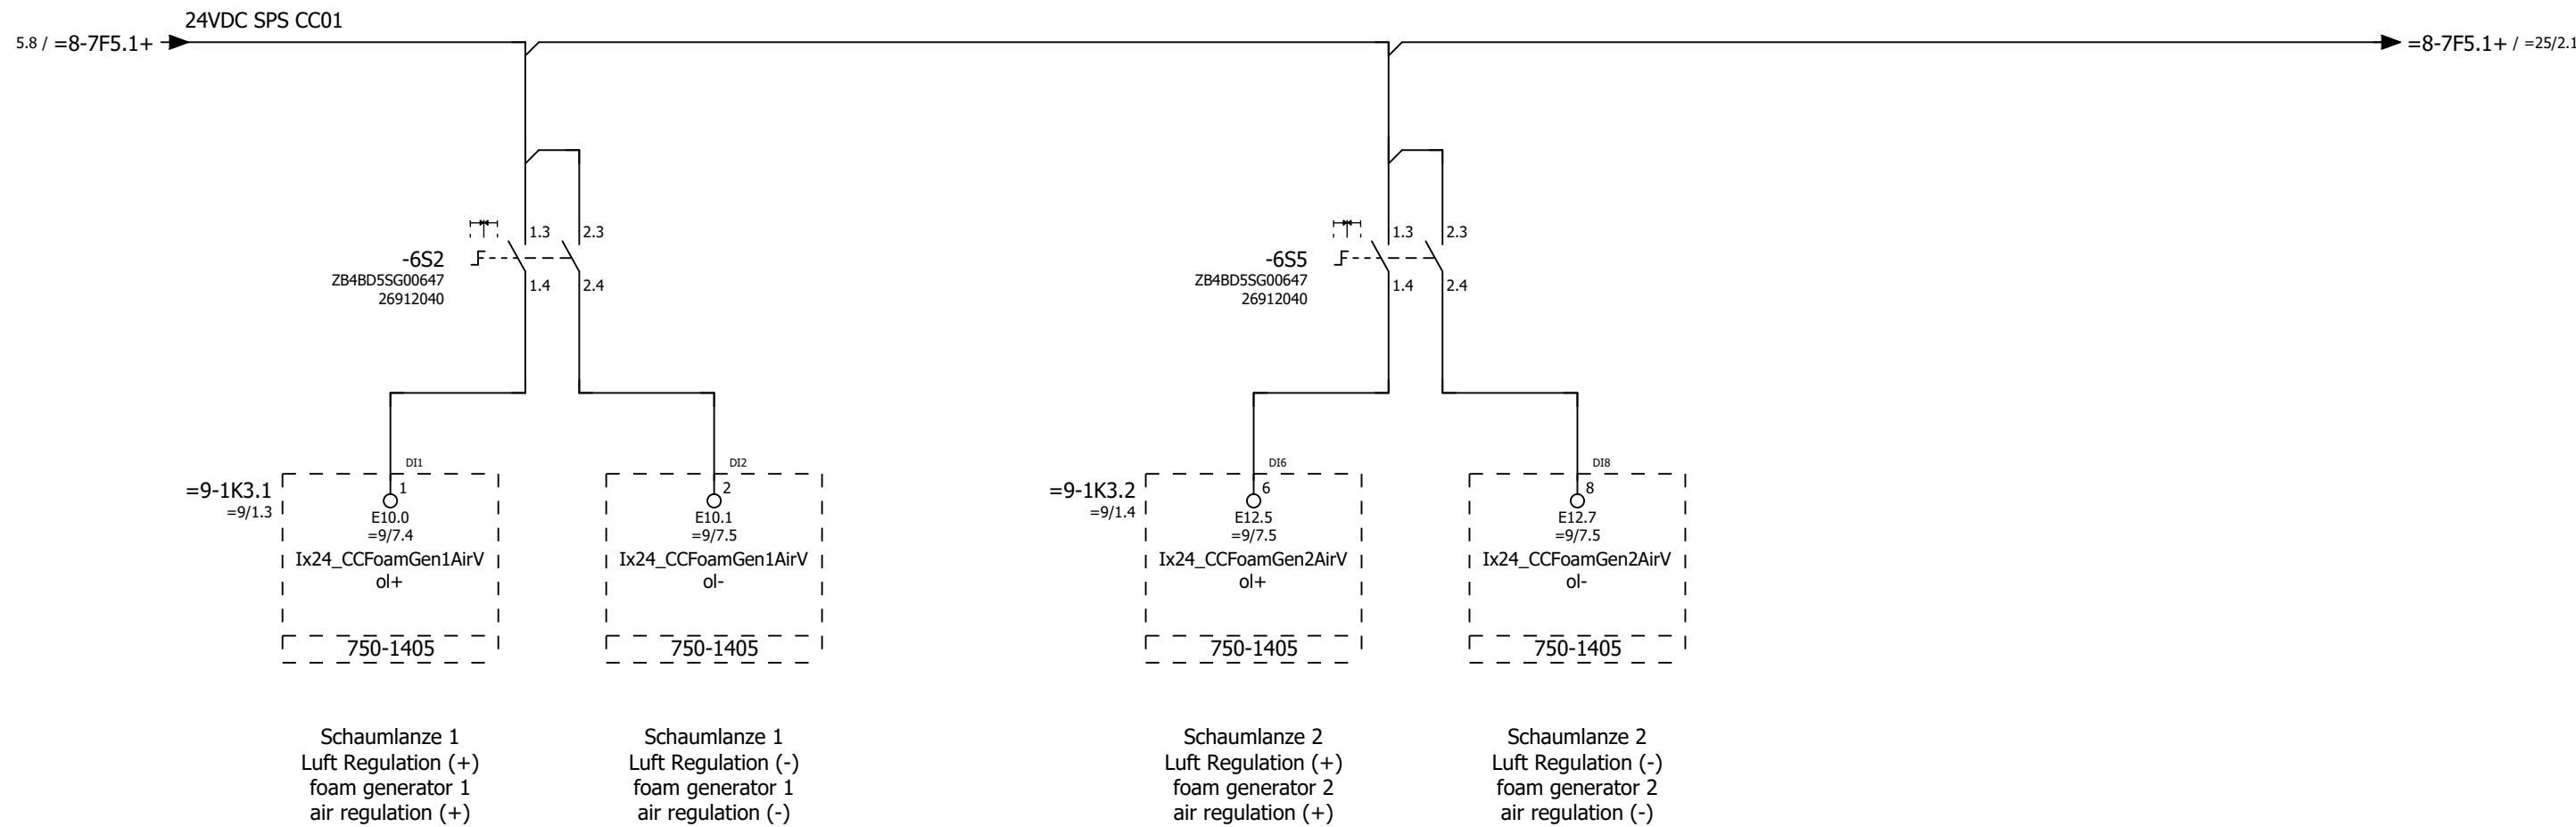 24VDC SPS CC01
5.8 / =8-7F5.1+
=8-7F5.1+ / =25/2.1
-6S2
ZB4BD5SG00647
26912040
1.3
2.3
1.4
2.4
-6S5
ZB4BD5SG00647
26912040
1.3
2.3
1.4
2.4
=9-1K3.1
=9/1.3
DI1
1
E10.0
=9/7.4
Ix24_CCFoamGen1AirV
ol+
750-1405
DI2
2
E10.1
=9/7.5
Ix24_CCFoamGen1AirV
ol-
750-1405
=9-1K3.2
=9/1.4
DI6
6
E12.5
=9/7.5
Ix24_CCFoamGen2AirV
ol+
750-1405
DI8
8
E12.7
=9/7.5
Ix24_CCFoamGen2AirV
ol-
750-1405
Schaumlanze 1
Luft Regulation (+)
foam generator 1
air regulation (+)
Schaumlanze 1
Luft Regulation (-)
foam generator 1
air regulation (-)
Schaumlanze 2
Luft Regulation (+)
foam generator 2
air regulation (+)
Schaumlanze 2
Luft Regulation (-)
foam generator 2
air regulation (-)